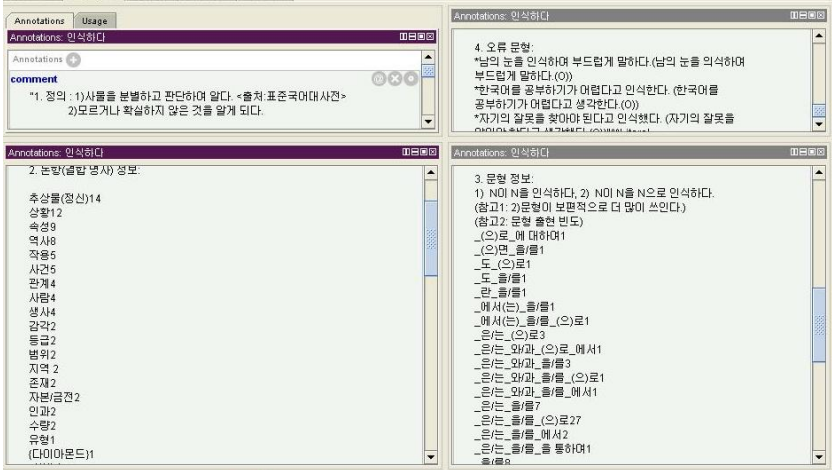 Annotations Usage
Annotations: 인식하다
Annotations
comment
"1. 정의 : 1)사물을 분별하고 판단하여 알다. <출처:표준국어대사전>
2)모르거나 확실하지 않은 것을 알게 되다.
Annotations: 인식하다
4. 오류 문형:
*남의 눈을 인식하며 부드럽게 말하다.(남의 눈을 의식하며
부드럽게 말하다.(O))
*한국어를 공부하기가 어렵다고 인식한다. (한국어를
공부하기가 어렵다고 생각한다.(O))
*자기의 잘못을 찾아야 된다고 인식했다. (자기의 잘못을
Annotations: 인식하다
2. 논항(결합 명사) 정보:
추상물(정신)14
상황12
속성9
역사8
작용5
사건5
관계4
사람4
생사4
감각2
등급2
범위2
지역 2
존재2
자본/금전2
인과2
수량2
유형1
{다이아몬드}1
Annotations: 인식하다
3. 문형 정보:
1) N이 N을 인식하다, 2) N이 N을 N으로 인식하다.
(참고1: 2)문형이 보편적으로 더 많이 쓰인다.)
(참고2: 문형 출현 빈도)
_(으)로_에 대하여1
_(으)면_을/를1
_도_(으)로1
_도_을/를1
_란_을/를1
_에서(는)_을/를1
_에서(는)_을/를_(으)로1
_은/는_(으)로3
_은/는_와/과_(으)로_에서1
_은/는_와/과_을/를3
_은/는_와/과_을/를_(으)로1
_은/는_와/과_을/를_에서1
_은/는_을/를7
_은/는_을/를_(으)로27
_은/는_을/를_에서2
_은/는_을/를_을 통하여1
_을/를8